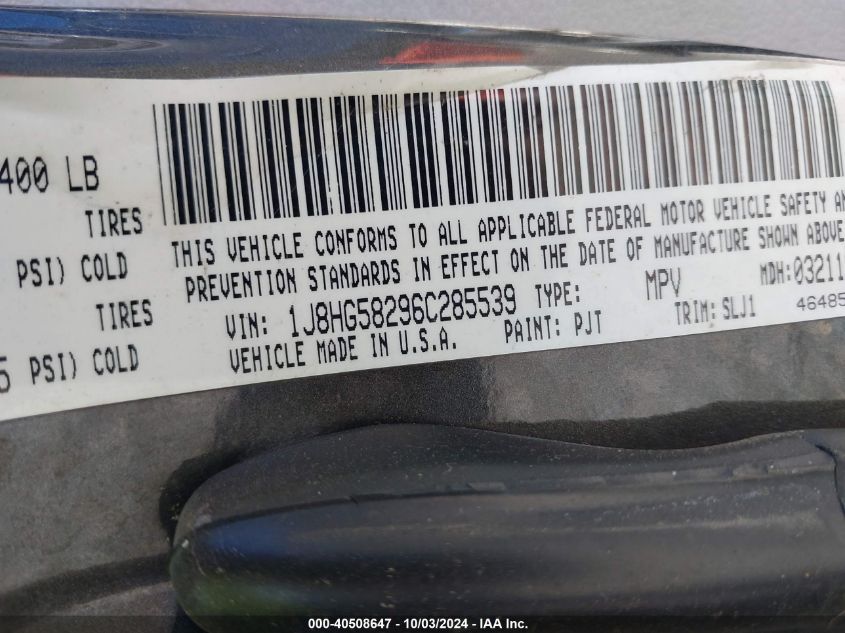 400 LB
TIRES
PSI) COLD
5 PSI) COLD
THIS VEHICLE CONFORMS TO ALL APPLICABLE FEDERAL MOTOR VEHICLE SAFETY AN
PREVENTION STANDARDS IN EFFECT ON THE DATE OF MANUFACTURE SHOWN ABOVE
VIN: 1J8HG58296C285539 TYPE: MPV MDH:03211
VEHICLE MADE IN U.S.A. PAINT: PJT TRIM: SLJ1 46485
000-40508647 - 10/03/2024 - IAA Inc.